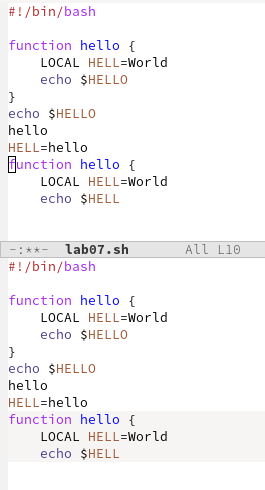 #!/bin/bash
function hello {
LOCAL HELL=World
echo $HELLO
}
echo $HELLO
hello
HELL=hello
function hello {
LOCAL HELL=World
echo $HELL
-:**- lab07.sh All L10
#!/bin/bash
function hello {
LOCAL HELL=World
echo $HELLO
}
echo $HELLO
hello
HELL=hello
function hello {
LOCAL HELL=World
echo $HELL